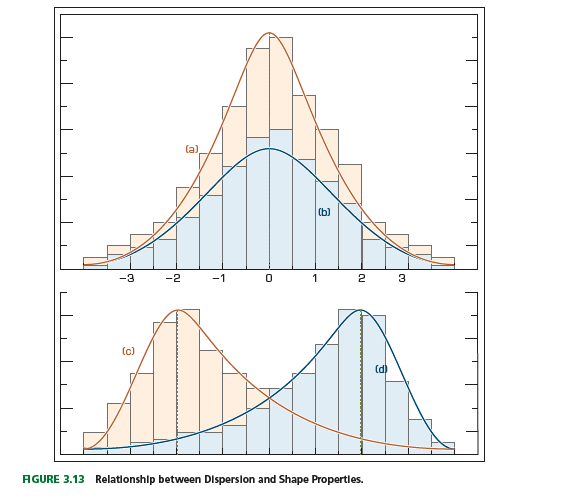 (a)
(b)
−3 −2 −1 0 1 2 3
(c)
(d)
FIGURE 3.13 Relationship between Dispersion and Shape Properties.